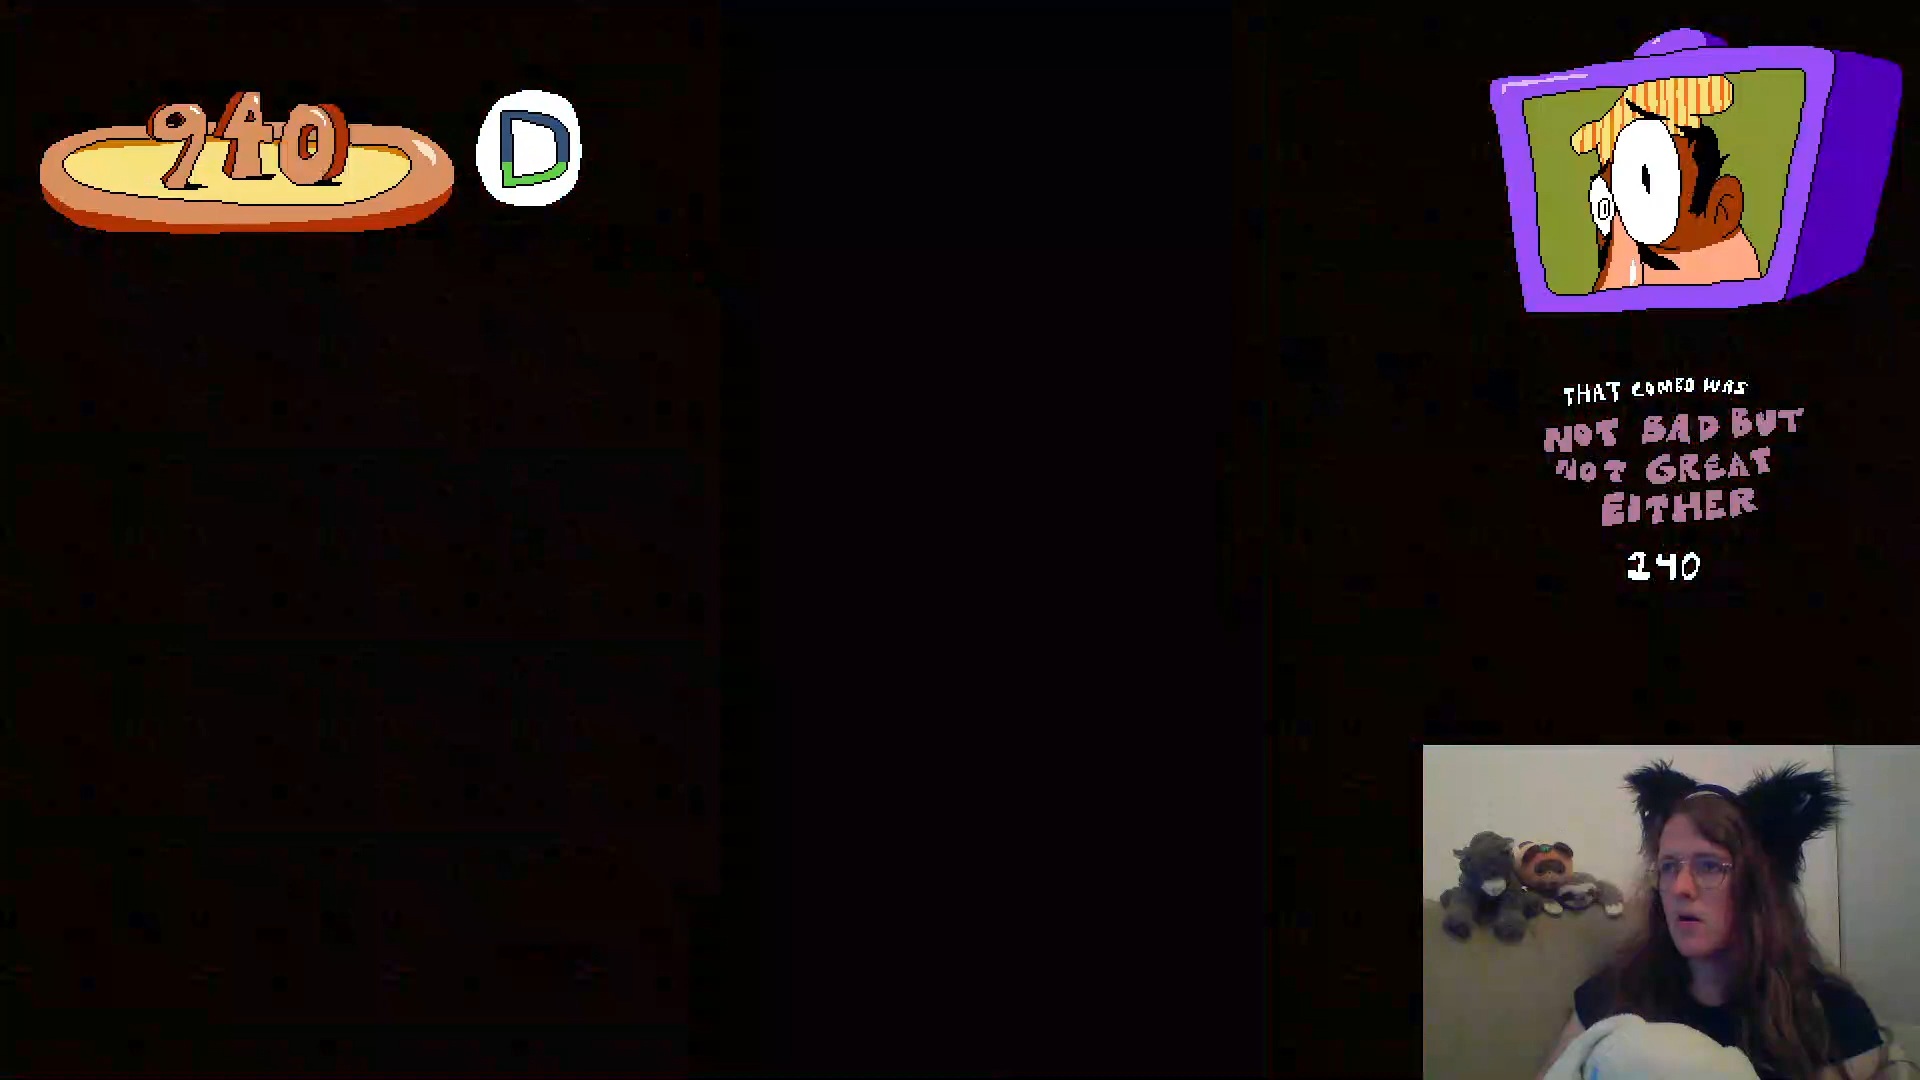 940
D
THAT COMBO WAS
NOT BAD BUT
NOT GREAT
EITHER
240